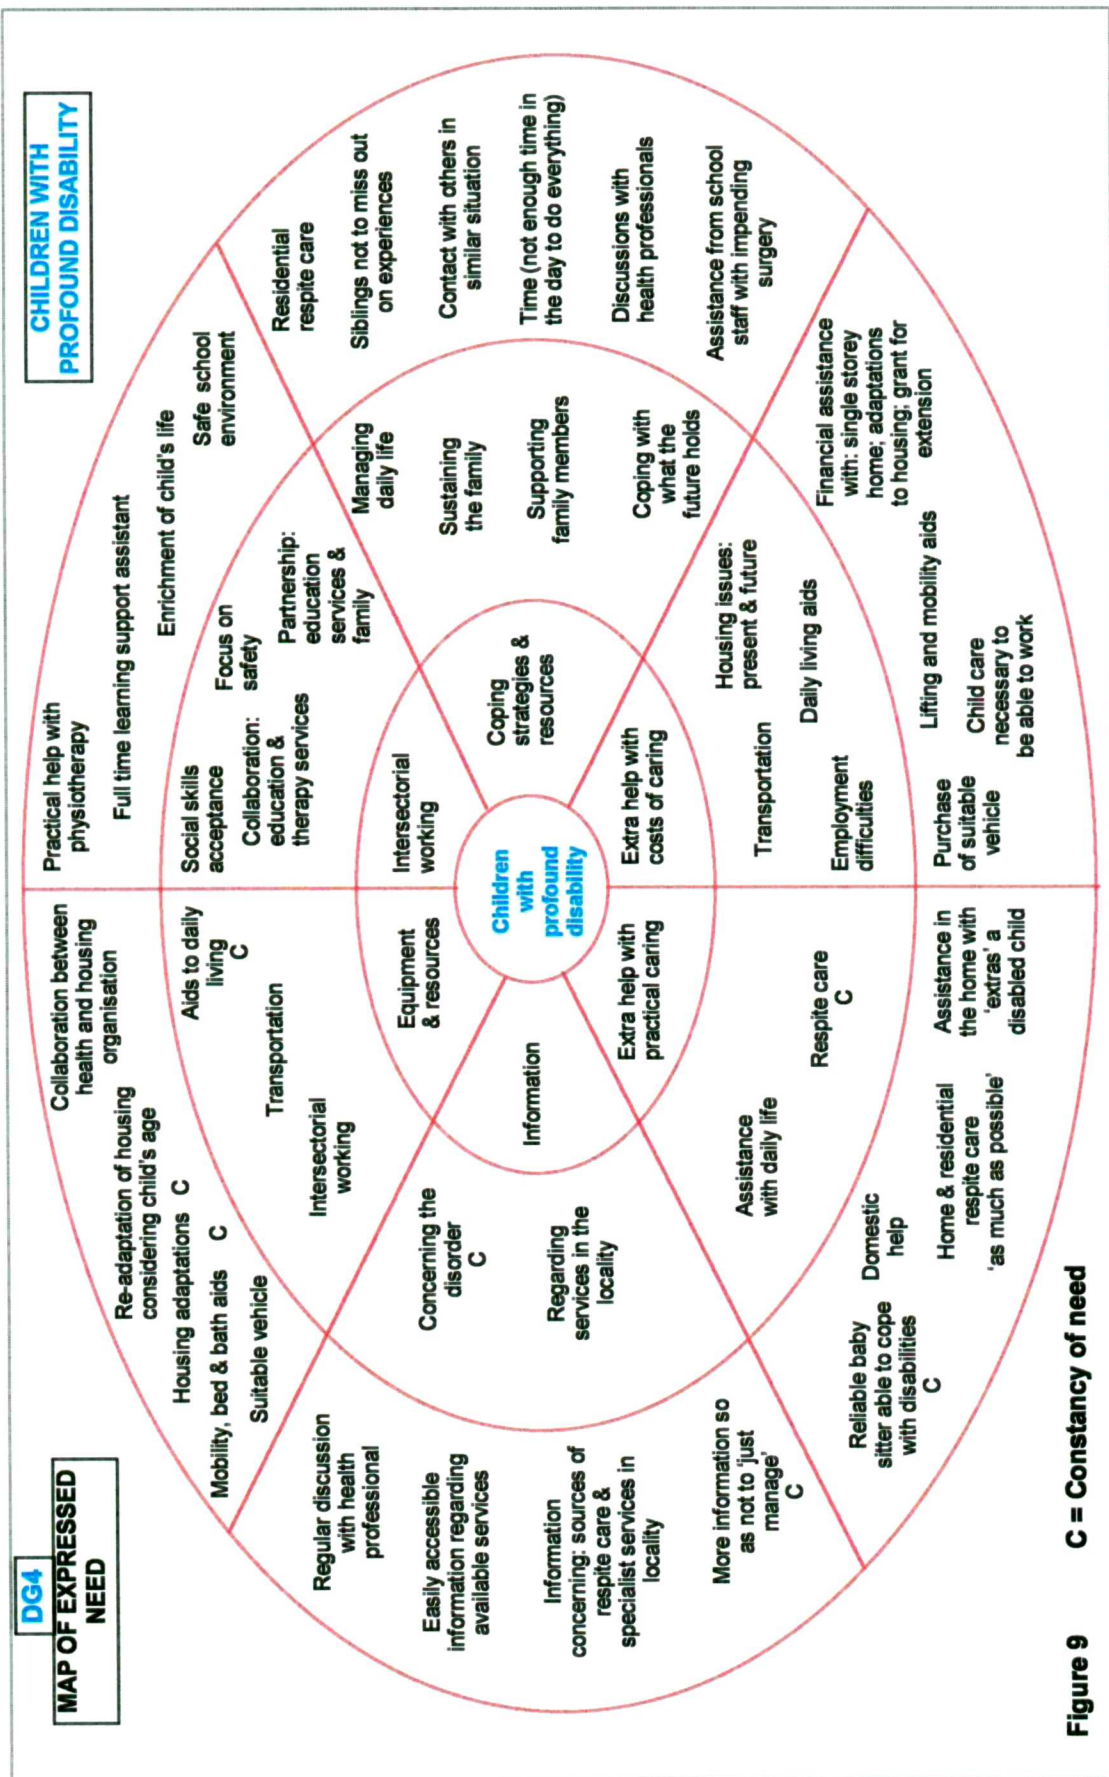 DG4
MAP OF EXPRESSED
NEED
CHILDREN WITH
PROFOUND DISABILITY
Children
with
profound
disability
Equipment
& resources
Aids to daily
living
C
Transportation
Intersectorial
working
Collaboration between
health and housing
organisation
Re-adaptation of housing
considering child's age
Housing adaptations C
Mobility, bed & bath aids C
Suitable vehicle
Intersectorial
working
Social skills
acceptance
Collaboration:
education &
therapy services
Focus on
safety
Partnership:
education
services &
family
Practical help with
physiotherapy
Full time learning support assistant
Enrichment of child's life
Safe school
environment
Coping
strategies &
resources
Managing
daily life
Sustaining
the family
Supporting
family members
Coping with
what the
future holds
Residential
respite care
Siblings not to miss out
on experiences
Contact with others in
similar situation
Time (not enough time in
the day to do everything)
Discussions with
health professionals
Assistance from school
staff with impending
surgery
Extra help with
costs of caring
Housing issues:
present & future
Daily living aids
Transportation
Employment
difficulties
Financial assistance
with: single storey
home; adaptations
to housing; grant for
extension
Lifting and mobility aids
Child care
necessary to
be able to work
Purchase
of suitable
vehicle
Extra help with
practical caring
Respite care
C
Assistance
with daily life
Assistance in
the home with
'extras' a
disabled child
Home & residential
respite care
'as much as possible'
Domestic
help
Reliable baby
sitter able to cope
with disabilities
C
Information
Concerning the
disorder
C
Regarding
services in the
locality
Regular discussion
with health
professional
Easily accessible
information regarding
available services
Information
concerning: sources of
respite care &
specialist services in
locality
More information so
as not to 'just
manage'
C
Figure 9 C = Constancy of need